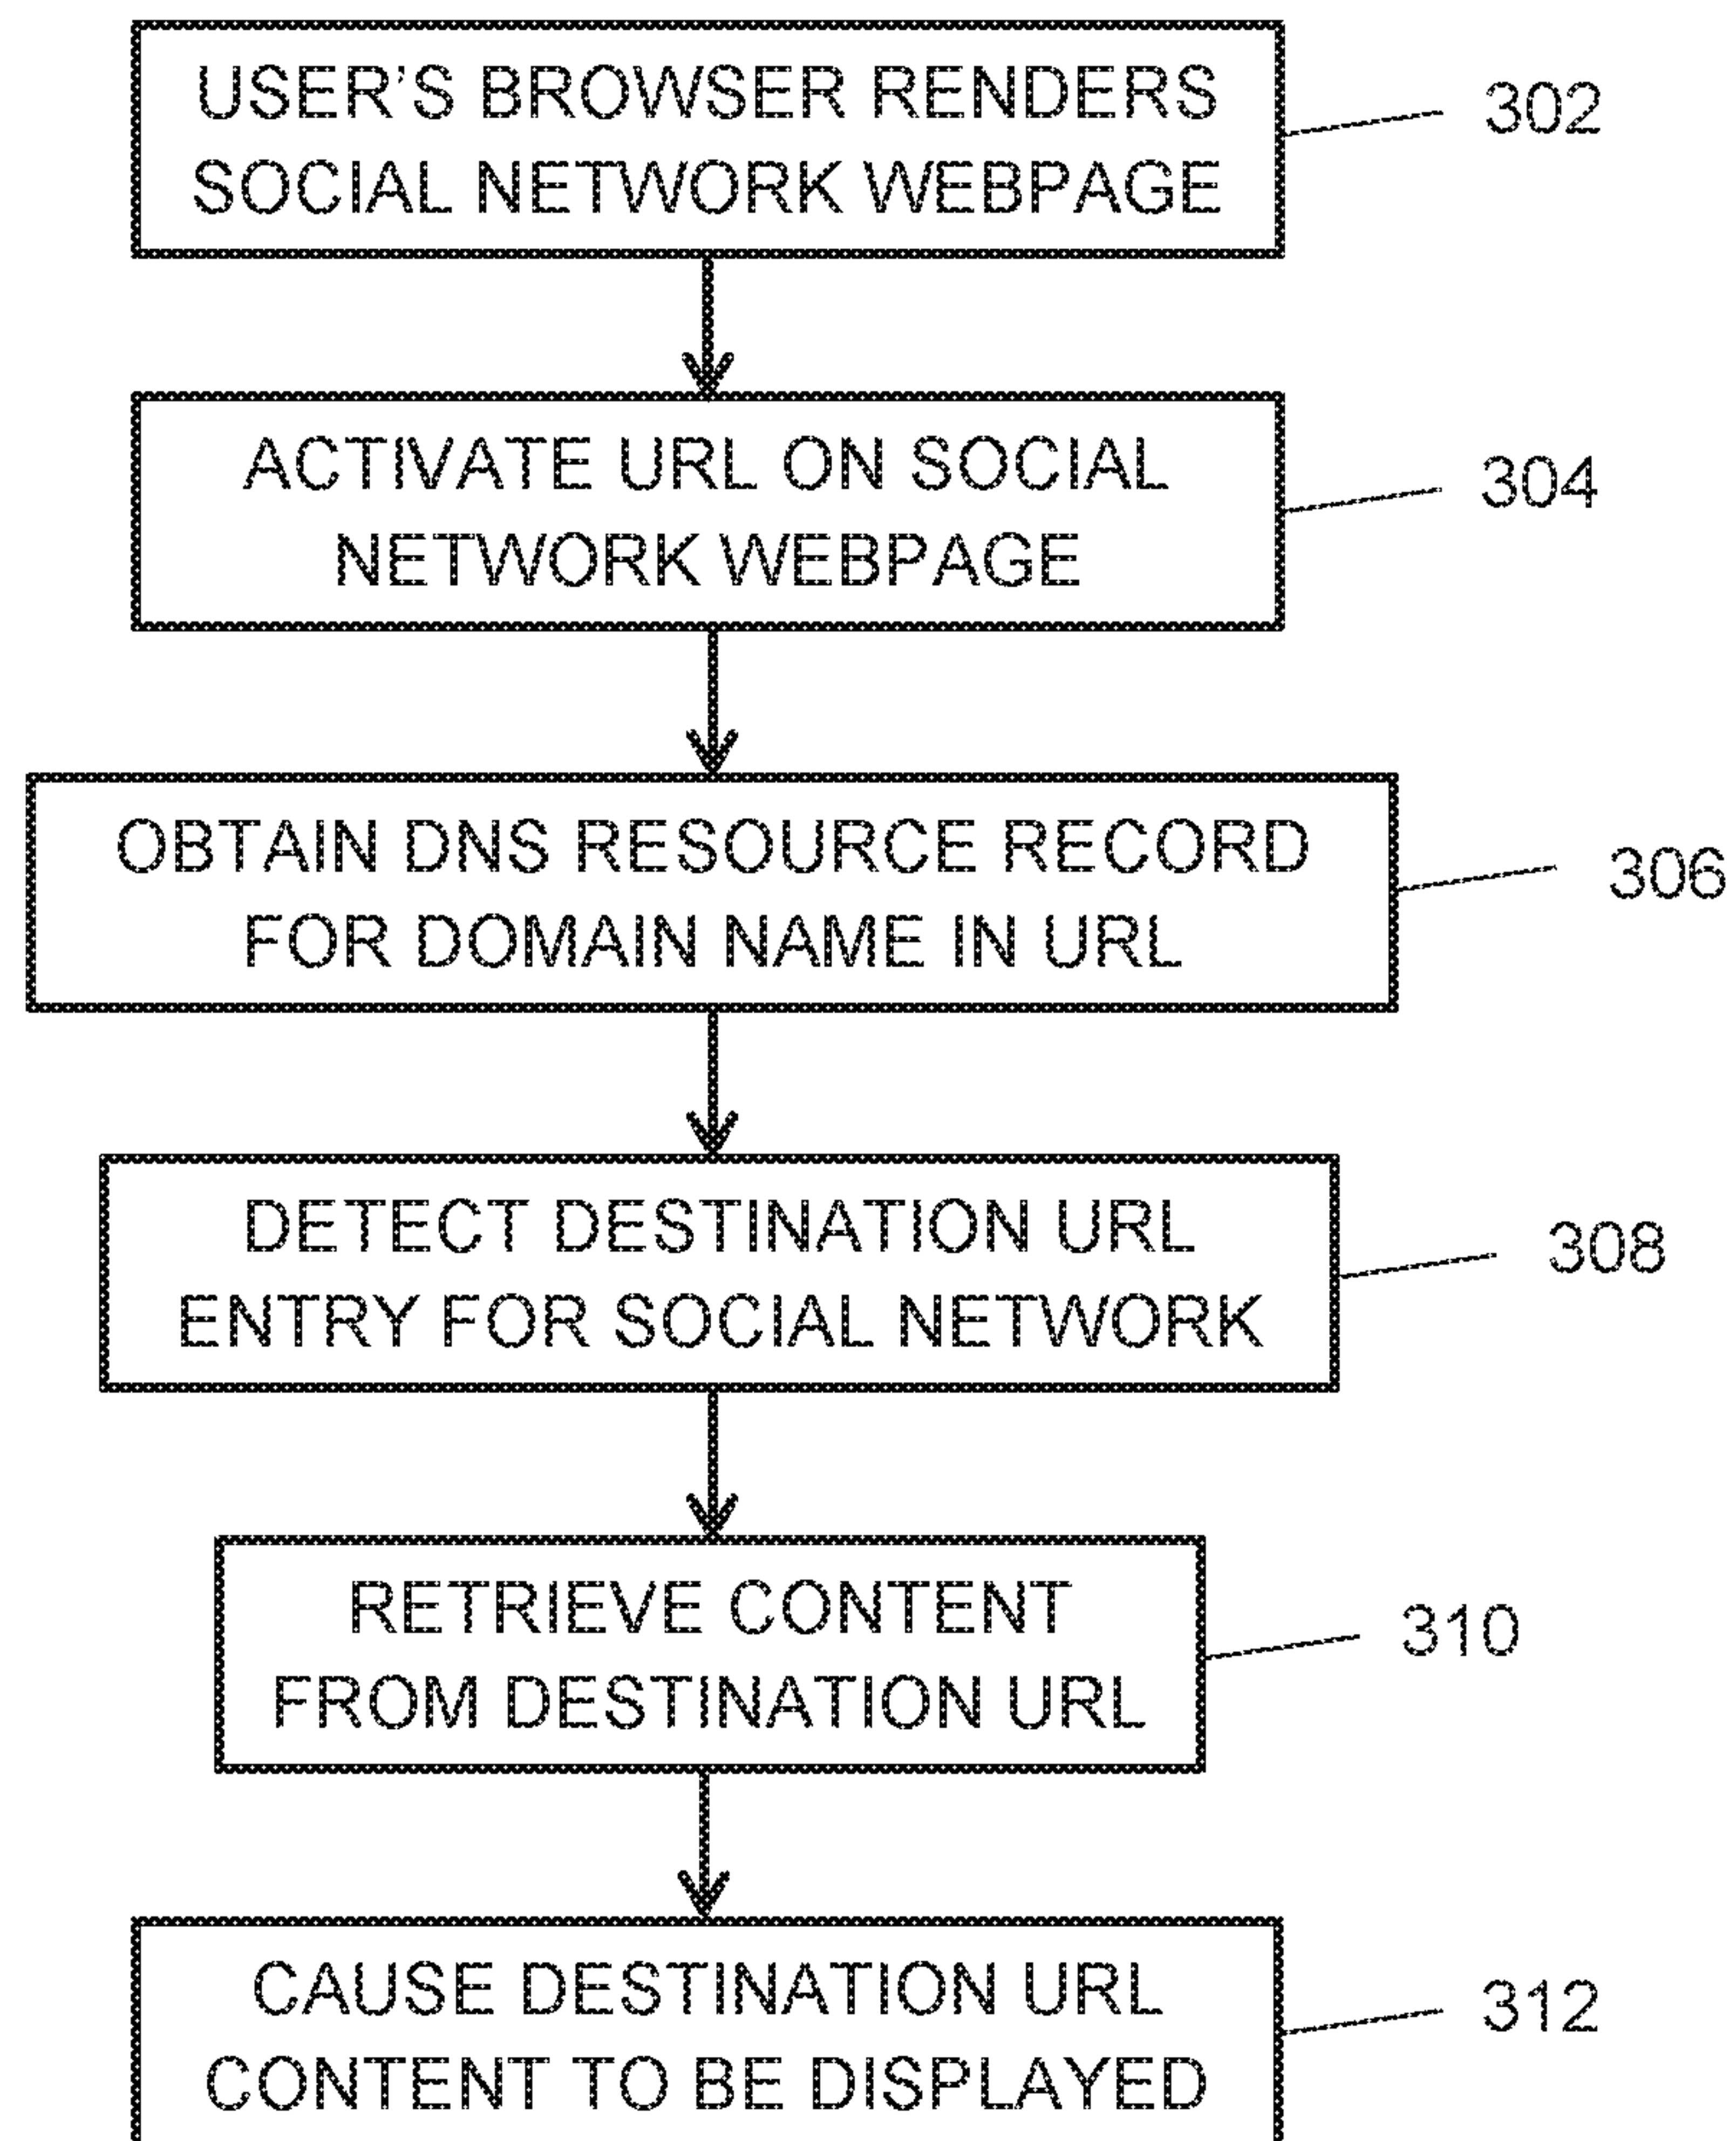 USER'S BROWSER RENDERS
SOCIAL NETWORK WEBPAGE
302
ACTIVATE URL ON SOCIAL
NETWORK WEBPAGE
304
OBTAIN DNS RESOURCE RECORD
FOR DOMAIN NAME IN URL
306
DETECT DESTINATION URL
ENTRY FOR SOCIAL NETWORK
308
RETRIEVE CONTENT
FROM DESTINATION URL
310
CAUSE DESTINATION URL
CONTENT TO BE DISPLAYED
312